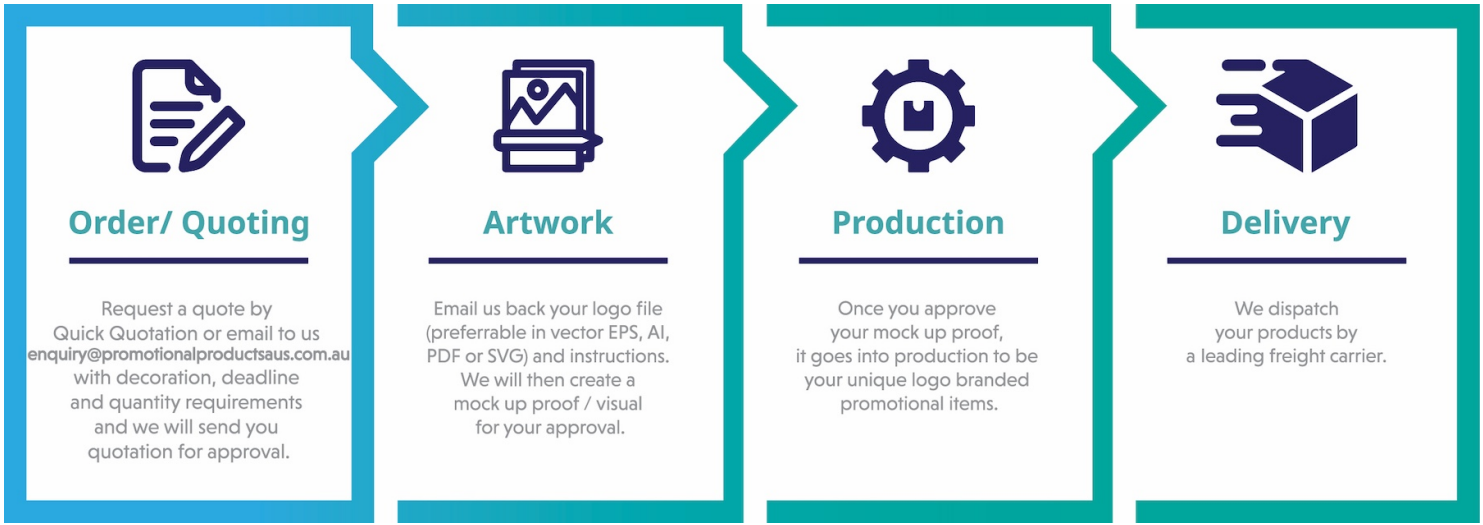 Order/ Quoting
Request a quote by
Quick Quotation or email to us
enquiry@promotionalproductsaus.com.au
with decoration, deadline
and quantity requirements
and we will send you
quotation for approval.
Artwork
Email us back your logo file
(preferrable in vector EPS, AI,
PDF or SVG) and instructions.
We will then create a
mock up proof / visual
for your approval.
Production
Once you approve
your mock up proof,
it goes into production to be
your unique logo branded
promotional items.
Delivery
We dispatch
your products by
a leading freight carrier.